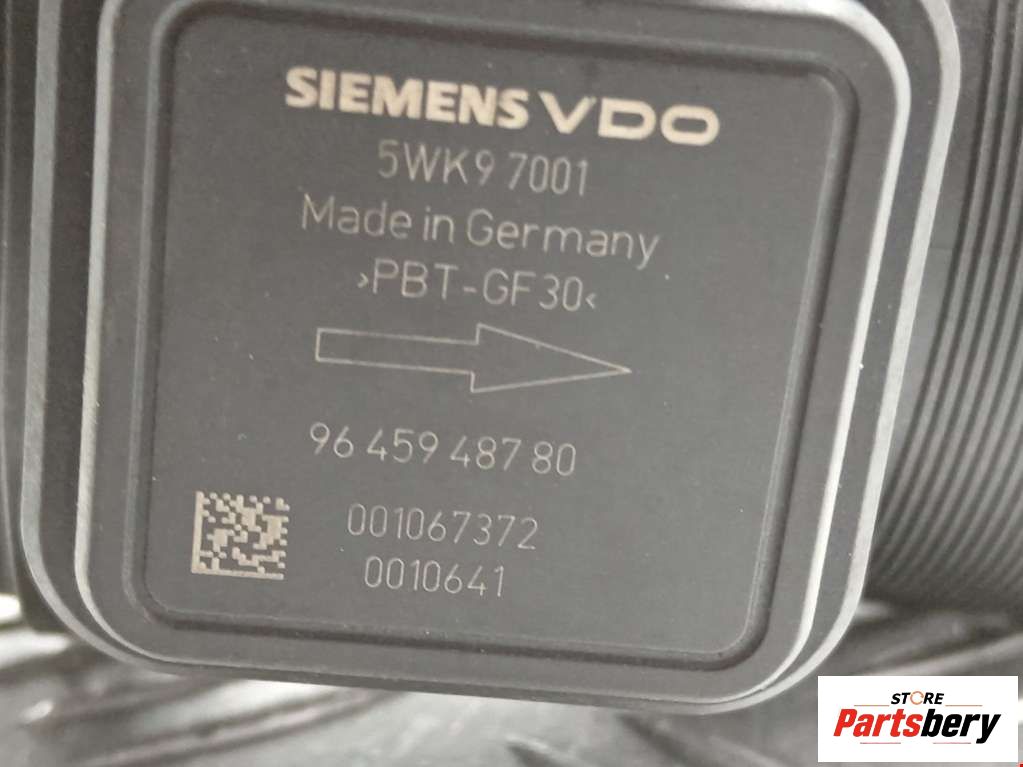 SIEMENS VDO
5WK9 7001
Made in Germany
›PBT-GF30‹
96 459 487 80
001067372
0010641
STORE
Partsbery